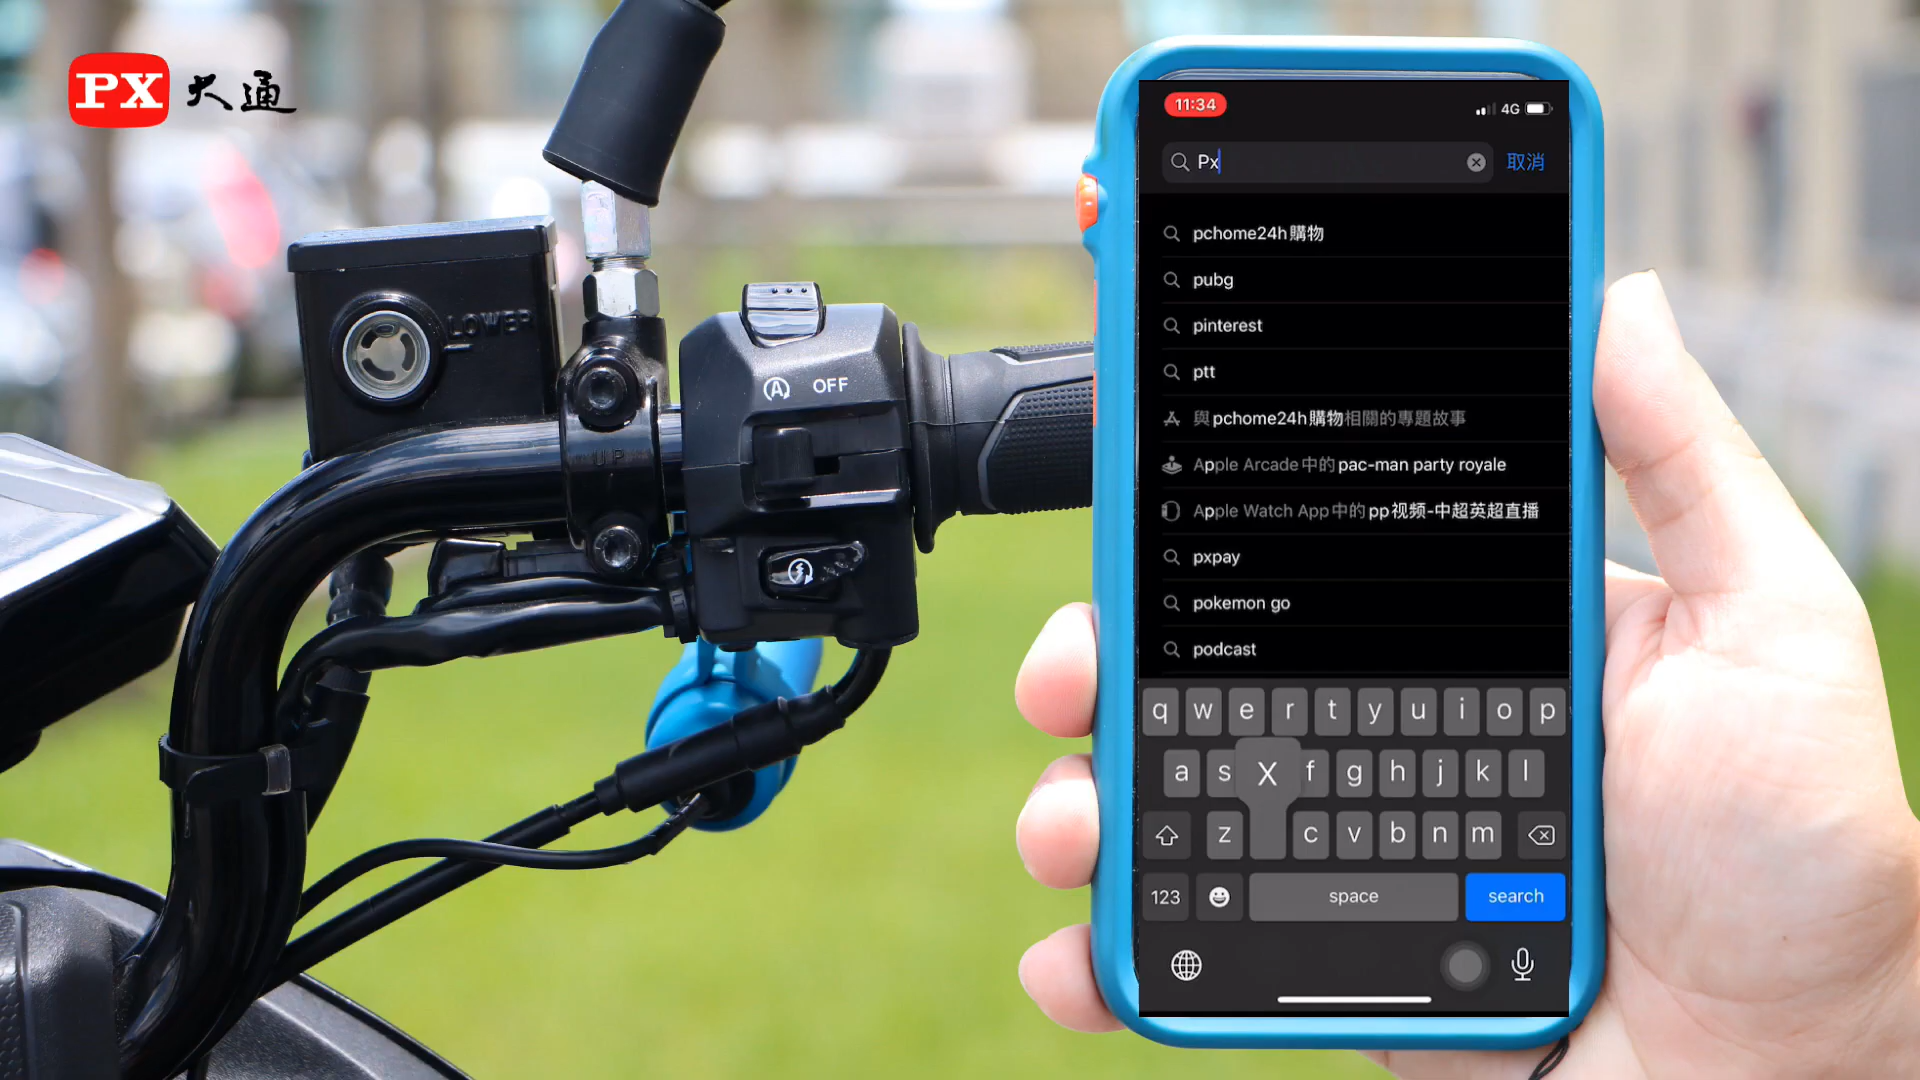 PX 大通
LOWER
UP
A OFF
11:34
4G
Px
取消
pchome24h購物
pubg
pinterest
ptt
與pchome24h購物相關的專題故事
Apple Arcade中的pac-man party royale
Apple Watch App中的pp视频-中超英超直播
pxpay
pokemon go
podcast
q w e r t y u i o p
a s X f g h j k l
z c v b n m
123 space search